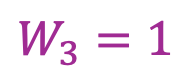 W₃ = 1